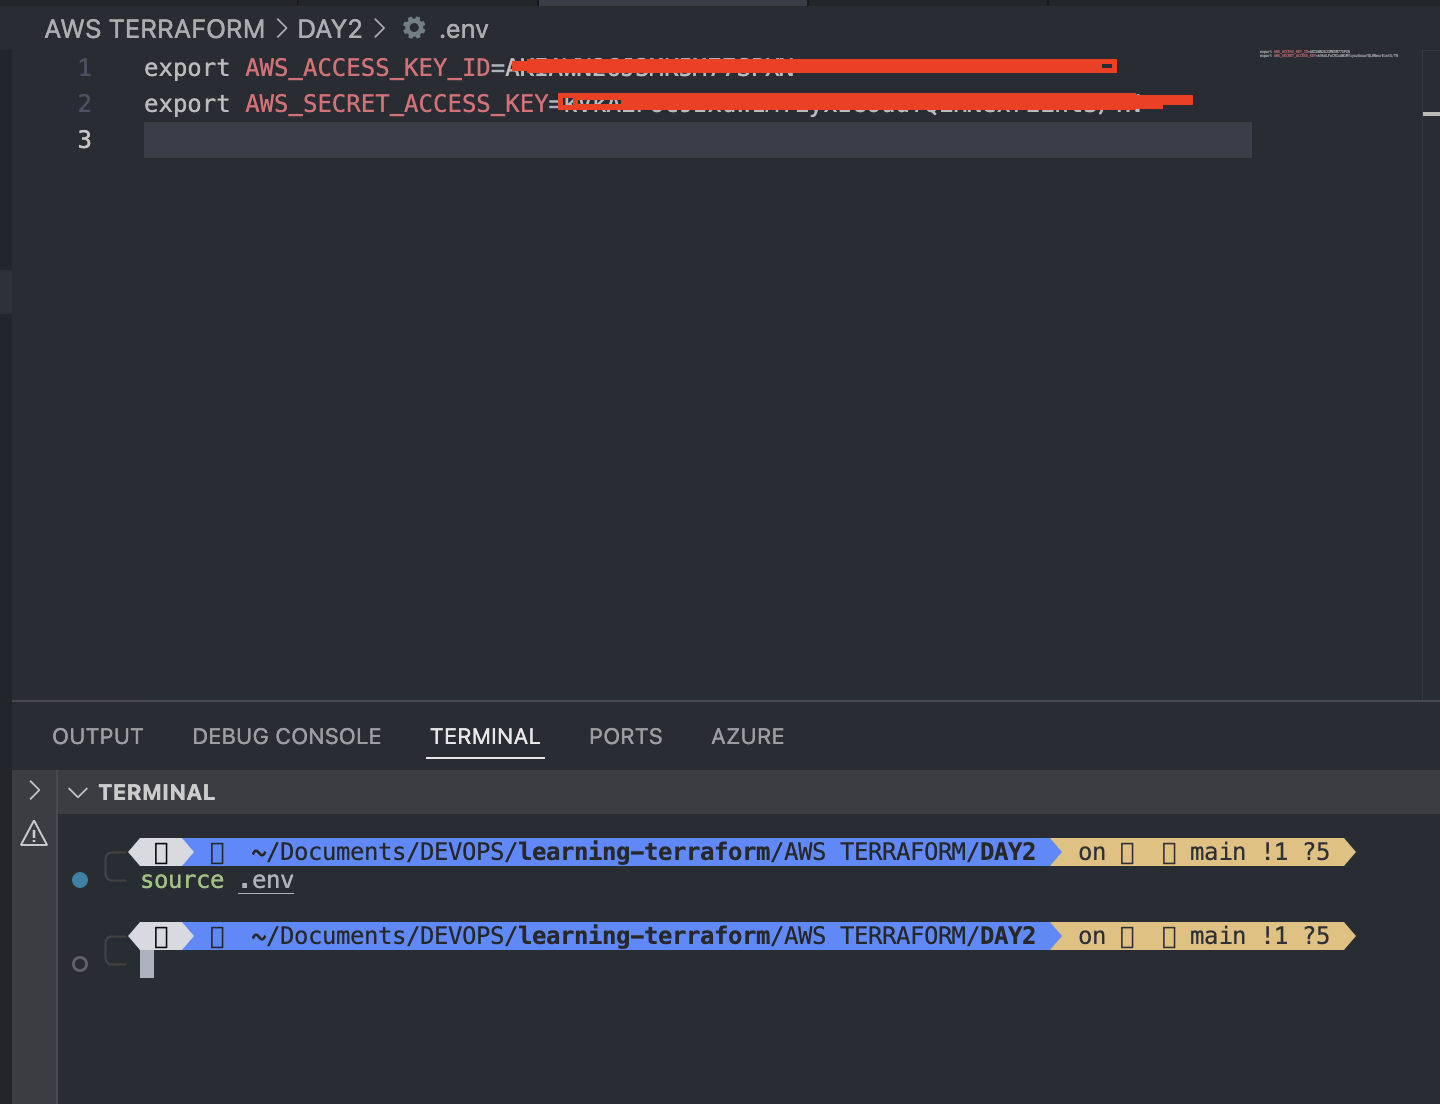 AWS TERRAFORM > DAY2 > .env
1 export AWS_ACCESS_KEY_ID=
2 export AWS_SECRET_ACCESS_KEY=
3
OUTPUT DEBUG CONSOLE TERMINAL PORTS AZURE
TERMINAL
~/Documents/DEVOPS/learning-terraform/AWS TERRAFORM/DAY2 on main !1 ?5
source .env
~/Documents/DEVOPS/learning-terraform/AWS TERRAFORM/DAY2 on main !1 ?5